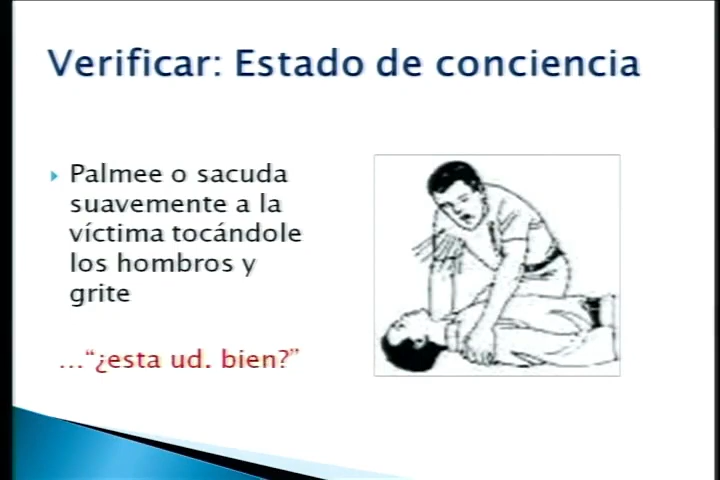 Verificar: Estado de conciencia
Palmee o sacuda
suavemente a la
víctima tocándole
los hombros y
grite
…“¿esta ud. bien?”